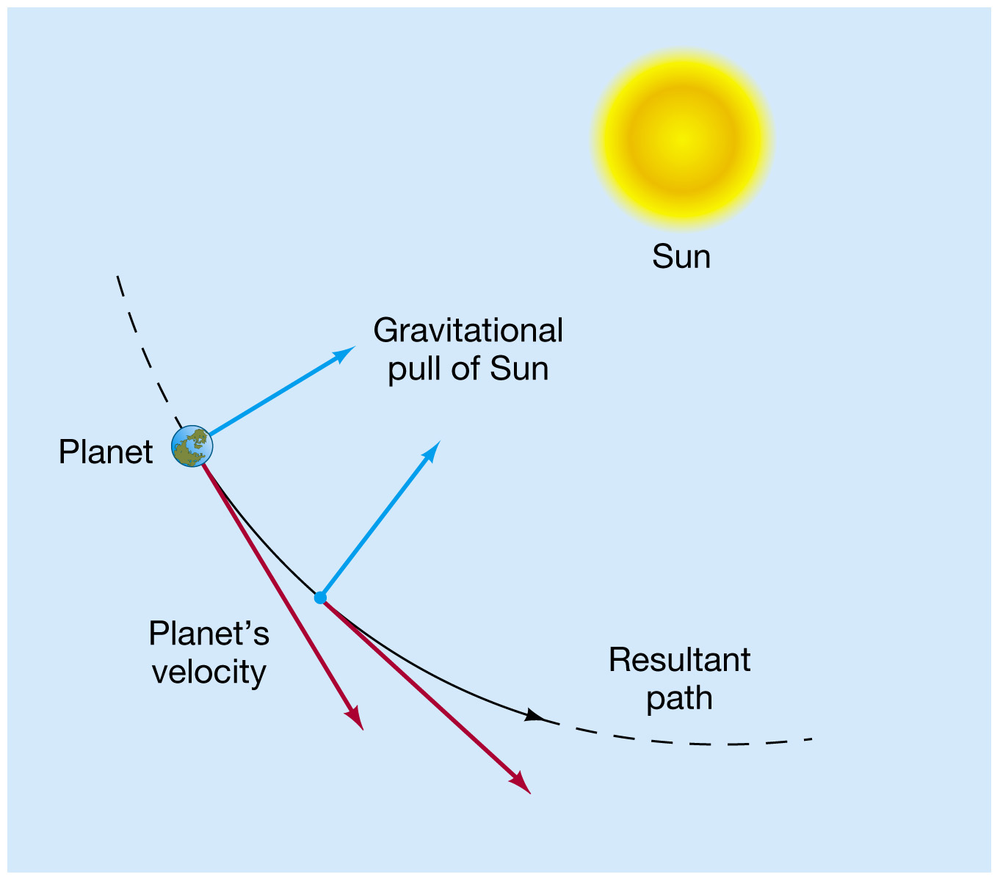 Sun
Gravitational
pull of Sun
Planet
Planet’s
velocity
Resultant
path